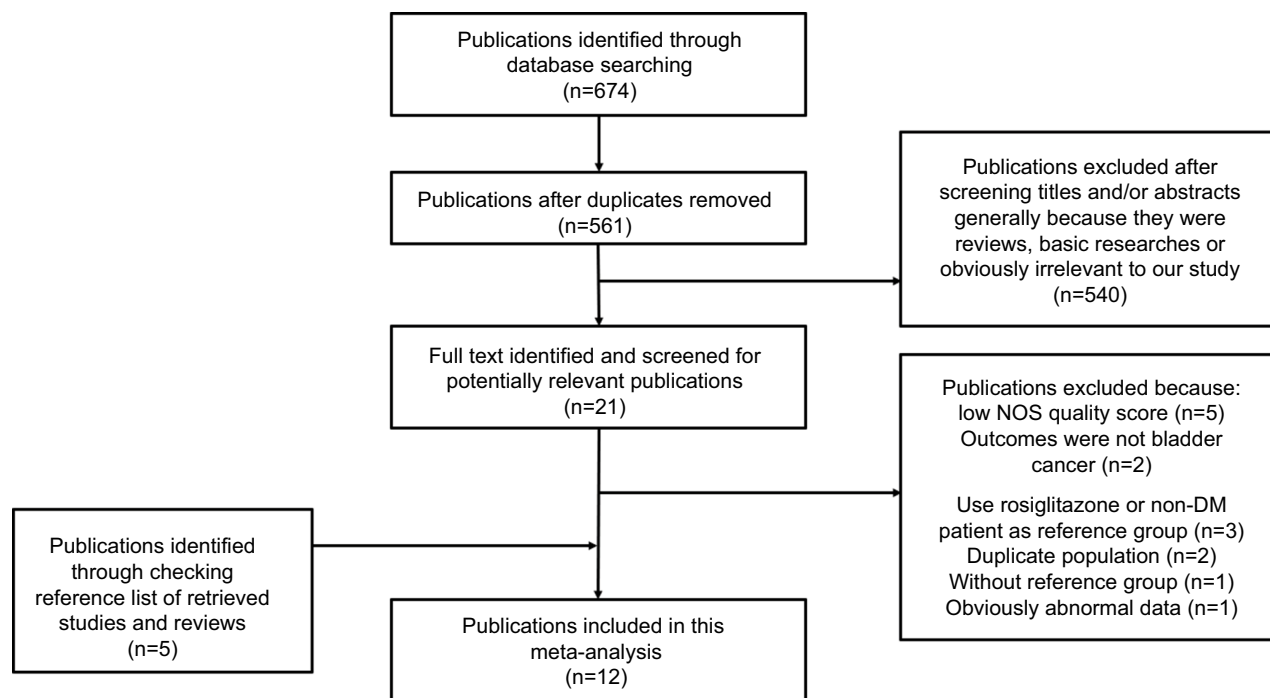 Publications identified through
database searching
(n=674)
Publications after duplicates removed
(n=561)
Publications excluded after
screening titles and/or abstracts
generally because they were
reviews, basic researches or
obviously irrelevant to our study
(n=540)
Full text identified and screened for
potentially relevant publications
(n=21)
Publications excluded because:
low NOS quality score (n=5)
Outcomes were not bladder
cancer (n=2)
Use rosiglitazone or non-DM
patient as reference group (n=3)
Duplicate population (n=2)
Without reference group (n=1)
Obviously abnormal data (n=1)
Publications identified
through checking
reference list of retrieved
studies and reviews
(n=5)
Publications included in this
meta-analysis
(n=12)